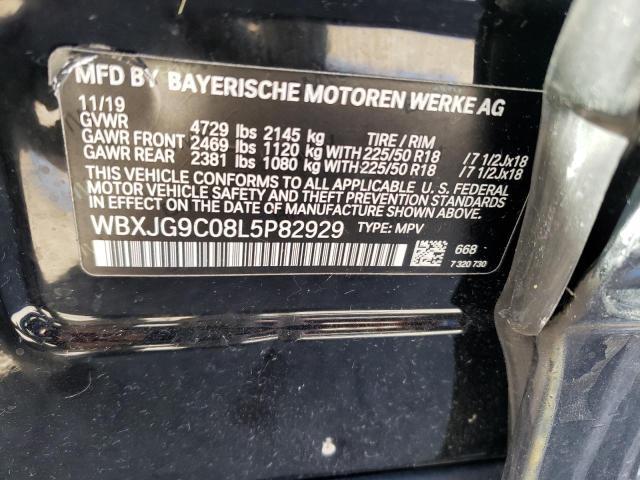 MFD BY BAYERISCHE MOTOREN WERKE AG
11/19
GVWR 4729 lbs 2145 kg TIRE / RIM
GAWR FRONT 2469 lbs 1120 kg WITH 225/50 R18 /7 1/2Jx18
GAWR REAR 2381 lbs 1080 kg WITH 225/50 R18 /7 1/2Jx18
THIS VEHICLE CONFORMS TO ALL APPLICABLE U. S. FEDERAL
MOTOR VEHICLE SAFETY AND THEFT PREVENTION STANDARDS
IN EFFECT ON THE DATE OF MANUFACTURE SHOWN ABOVE.
WBXJG9C08L5P82929 TYPE: MPV
668
7 320 730